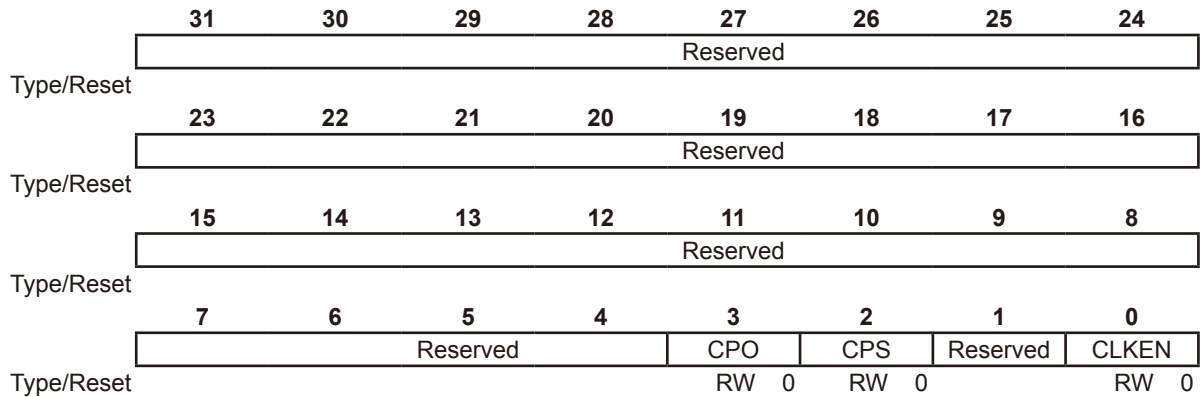 31 30 29 28 27 26 25 24
Reserved
Type/Reset
23 22 21 20 19 18 17 16
Reserved
Type/Reset
15 14 13 12 11 10 9 8
Reserved
Type/Reset
7 6 5 4 3 2 1 0
Reserved CPO CPS Reserved CLKEN
Type/Reset RW 0 RW 0 RW 0